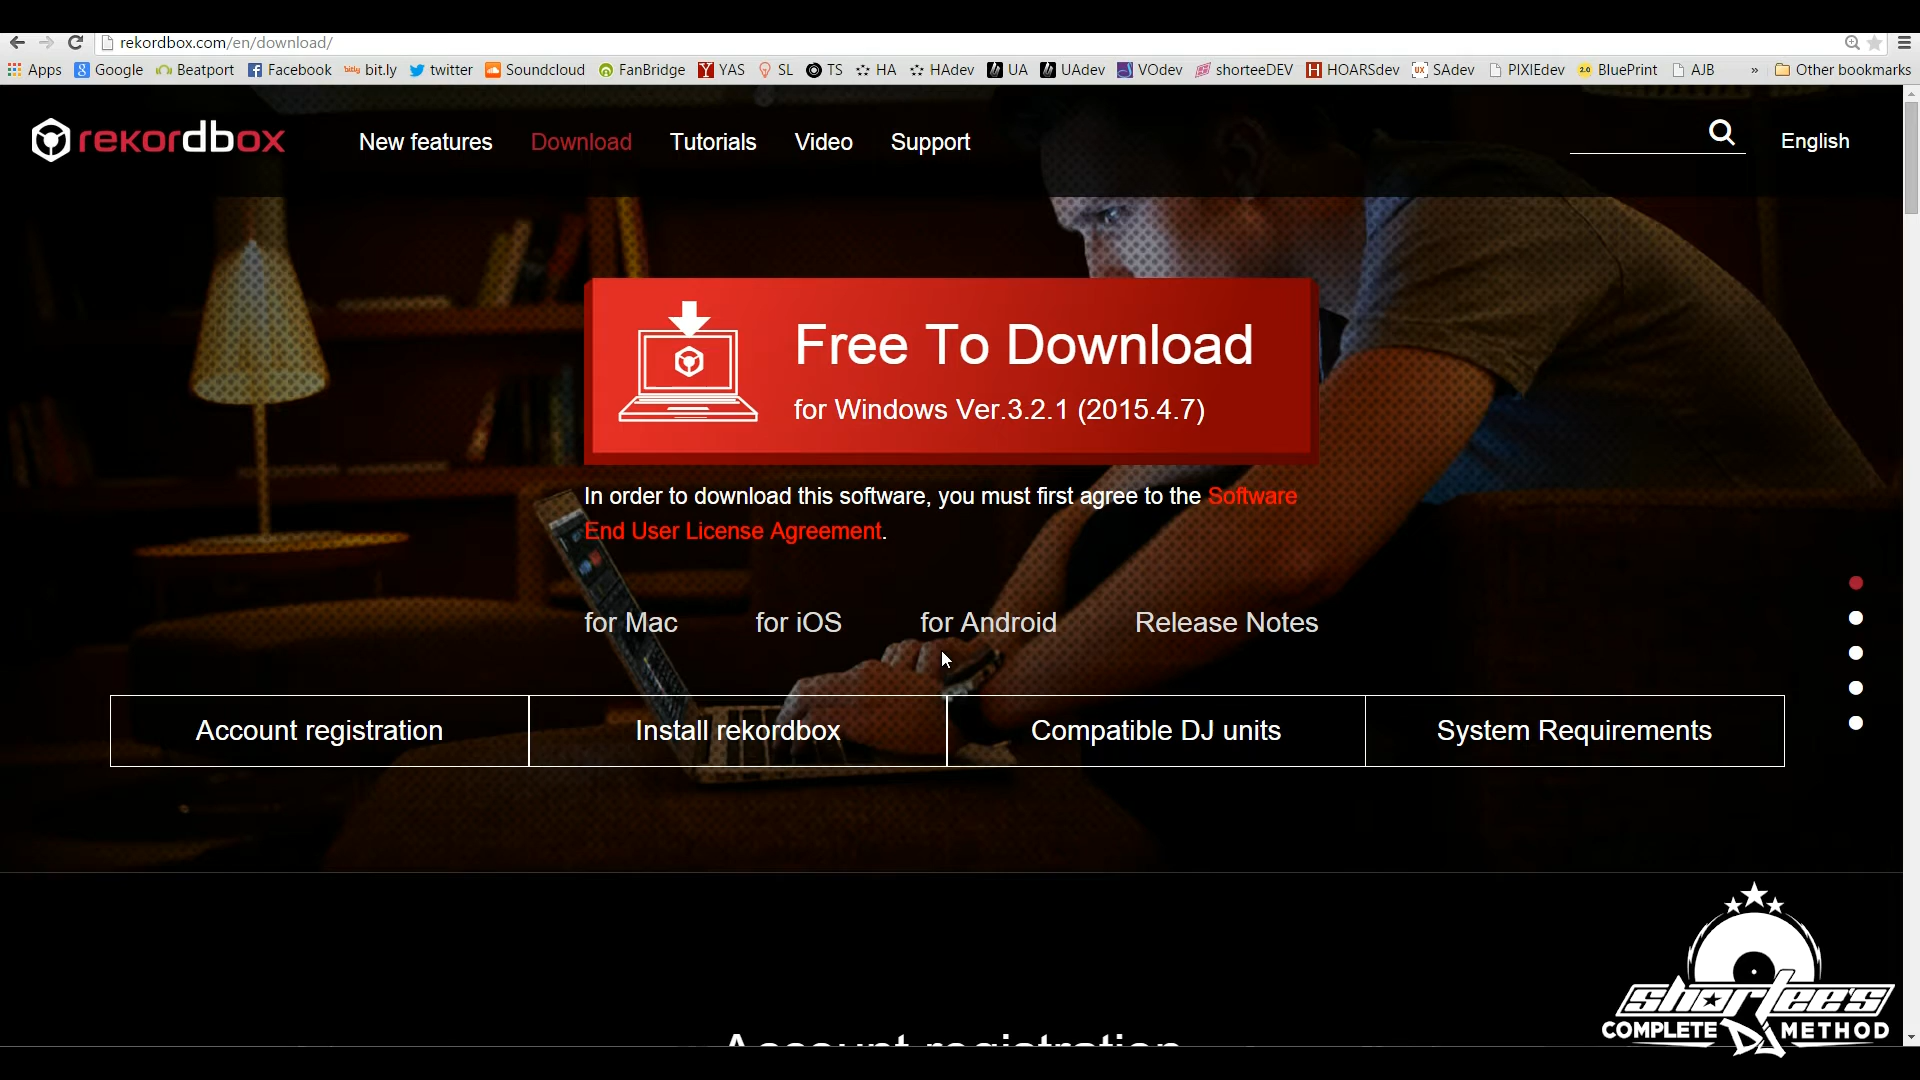 rekordbox.com/en/download/
Apps Google Beatport Facebook bit.ly twitter Soundcloud FanBridge YAS SL TS HA HAdev UA UAdev VOdev shorteeDEV HOARSdev SAdev PIXIEdev BluePrint AJB » Other bookmarks
rekordbox New features Download Tutorials Video Support English
Free To Download
for Windows Ver.3.2.1 (2015.4.7)
In order to download this software, you must first agree to the Software
End User License Agreement.
for Mac for iOS for Android Release Notes
Account registration Install rekordbox Compatible DJ units System Requirements
shortee's
COMPLETE DJ METHOD
Account registration